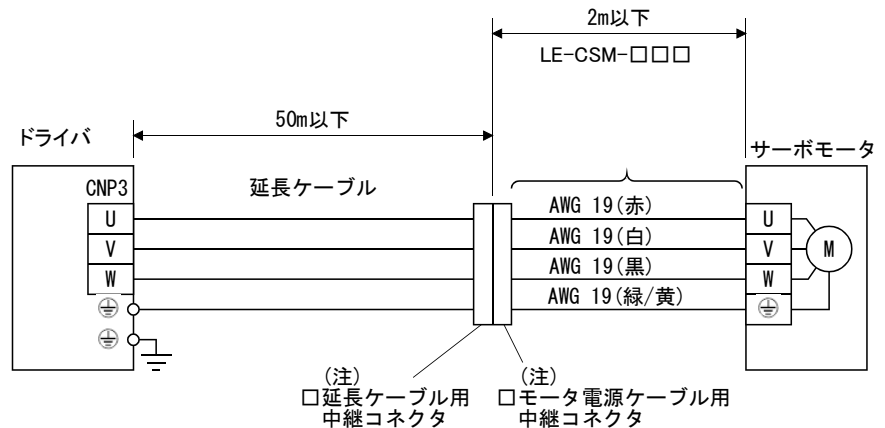 2m以下
LE-CSM-□□□
50m以下
ドライバ
サーボモータ
CNP3
延長ケーブル
U
AWG 19(赤)
U
V
AWG 19(白)
V
M
W
AWG 19(黒)
W
AWG 19(緑/黄)
(注)
□延長ケーブル用
中継コネクタ
(注)
□モータ電源ケーブル用
中継コネクタ